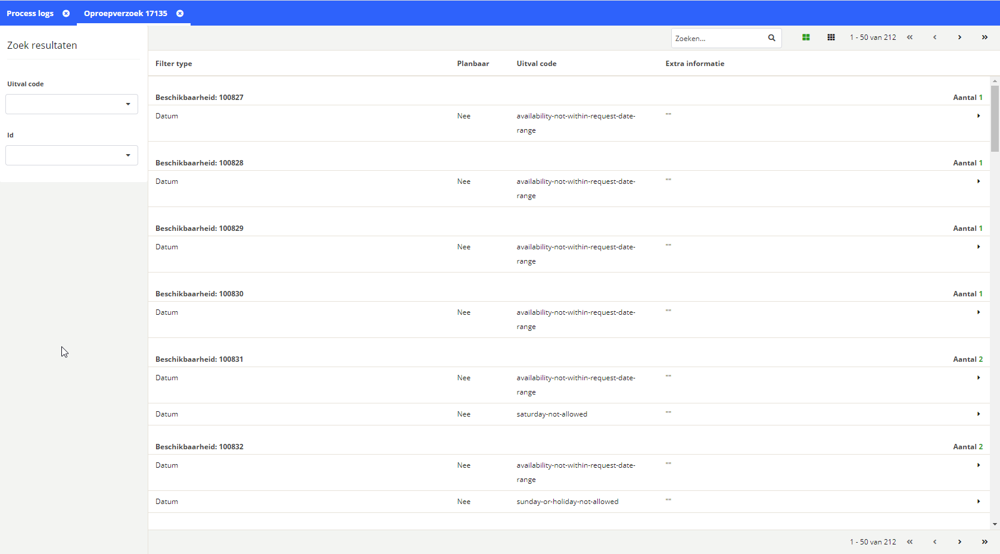 Process logs
Oproepverzoek 17135
Zoek resultaten
Uitval code
Id
Zoeken...
1 - 50 van 212
Filter type Planbaar Uitval code Extra informatie
Beschikbaarheid: 100827 Aantal 1
Datum Nee availability-not-within-request-date- ""
range
Beschikbaarheid: 100828 Aantal 1
Datum Nee availability-not-within-request-date- ""
range
Beschikbaarheid: 100829 Aantal 1
Datum Nee availability-not-within-request-date- ""
range
Beschikbaarheid: 100830 Aantal 1
Datum Nee availability-not-within-request-date- ""
range
Beschikbaarheid: 100831 Aantal 2
Datum Nee availability-not-within-request-date- ""
range
Datum Nee saturday-not-allowed ""
Beschikbaarheid: 100832 Aantal 2
Datum Nee availability-not-within-request-date- ""
range
Datum Nee sunday-or-holiday-not-allowed ""
1 - 50 van 212